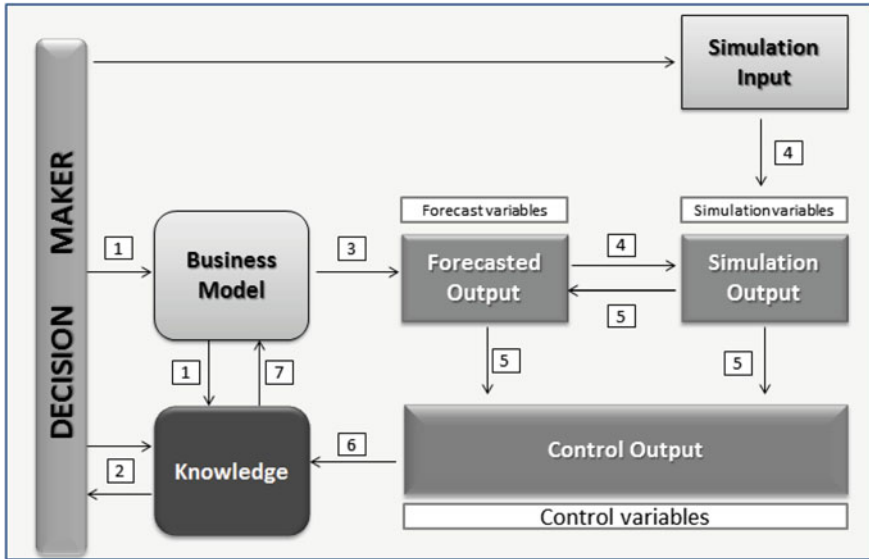 DECISION MAKER
Simulation
Input
4
Forecast variables
Simulation variables
1
Business
Model
3
Forecasted
Output
4
5
Simulation
Output
1
7
5
5
2
Knowledge
6
Control Output
Control variables